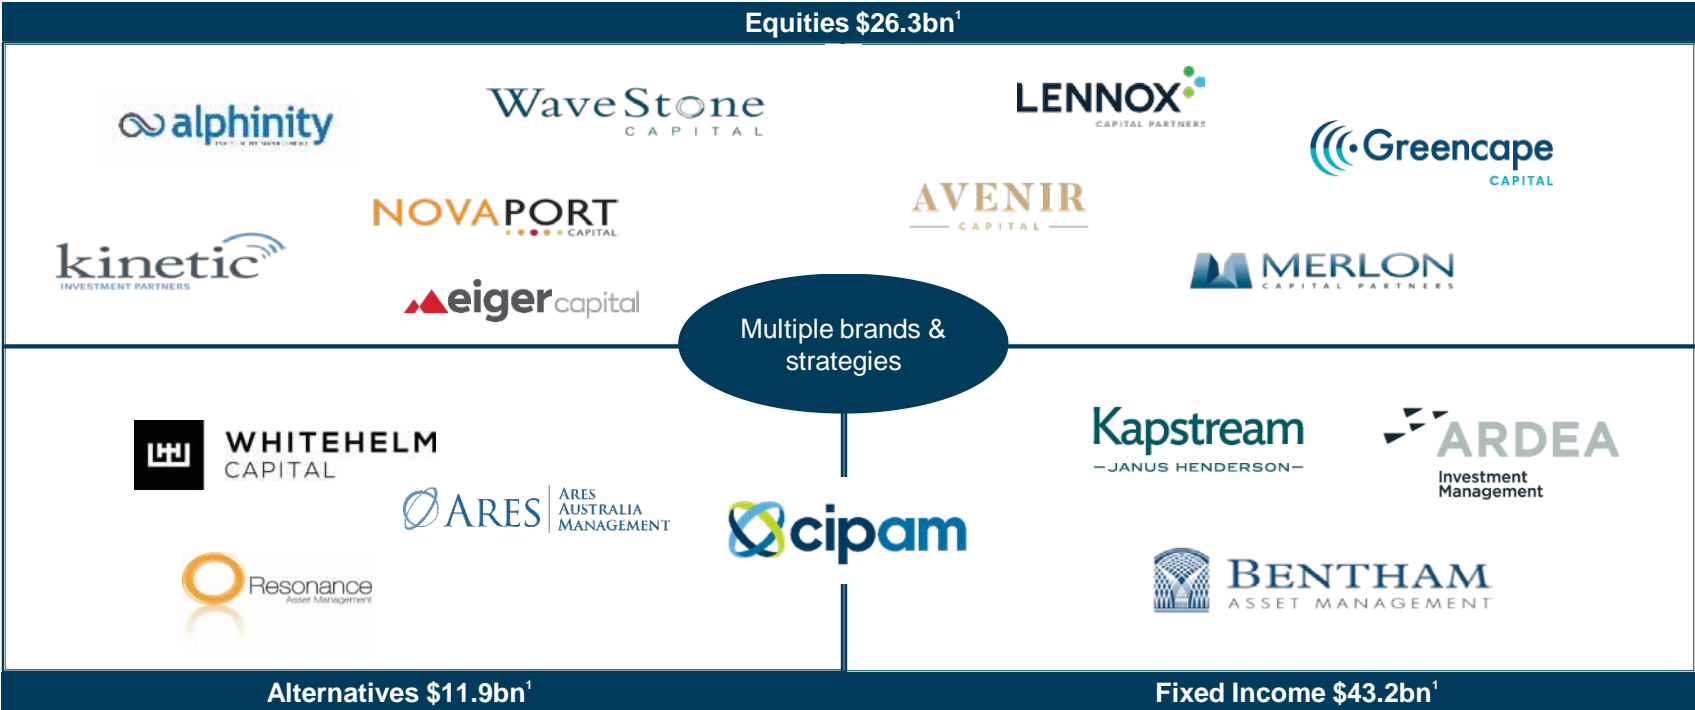 Equities $26.3bn¹
alphinity
WaveStone
CAPITAL
LENNOX
CAPITAL PARTNERS
Greencape
CAPITAL
NOVAPORT
CAPITAL
AVENIR
CAPITAL
kinetic
INVESTMENT PARTNERS
eiger capital
MERLON
CAPITAL PARTNERS
Multiple brands &
strategies
WHITEHELM
CAPITAL
ARES
ARES
AUSTRALIA
MANAGEMENT
Resonance
Asset Management
cipam
Kapstream
—JANUS HENDERSON—
ARDEA
Investment
Management
BENTHAM
ASSET MANAGEMENT
Alternatives $11.9bn¹
Fixed Income $43.2bn¹